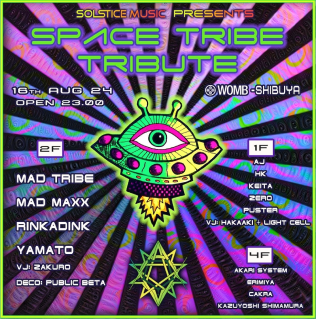 SOLSTICE MUSIC PRESENTS
SPACE TRIBE
TRIBUTE
16TH AUG 24
OPEN 23.00
WOMB -SHIBUYA
2F
MAD TRIBE
MAD MAXX
RINKADINK
YAMATO
VJ: ZAKURO
DECO: PUBLIC BETA
1F
AJ
HK
KEITA
ZERO
PUSTER
VJ: HAKAAKI + LIGHT CELL
4F
AKARI SYSTEM
ERIMIYA
CAKRA
KAZUYOSHI SHIMAMURA